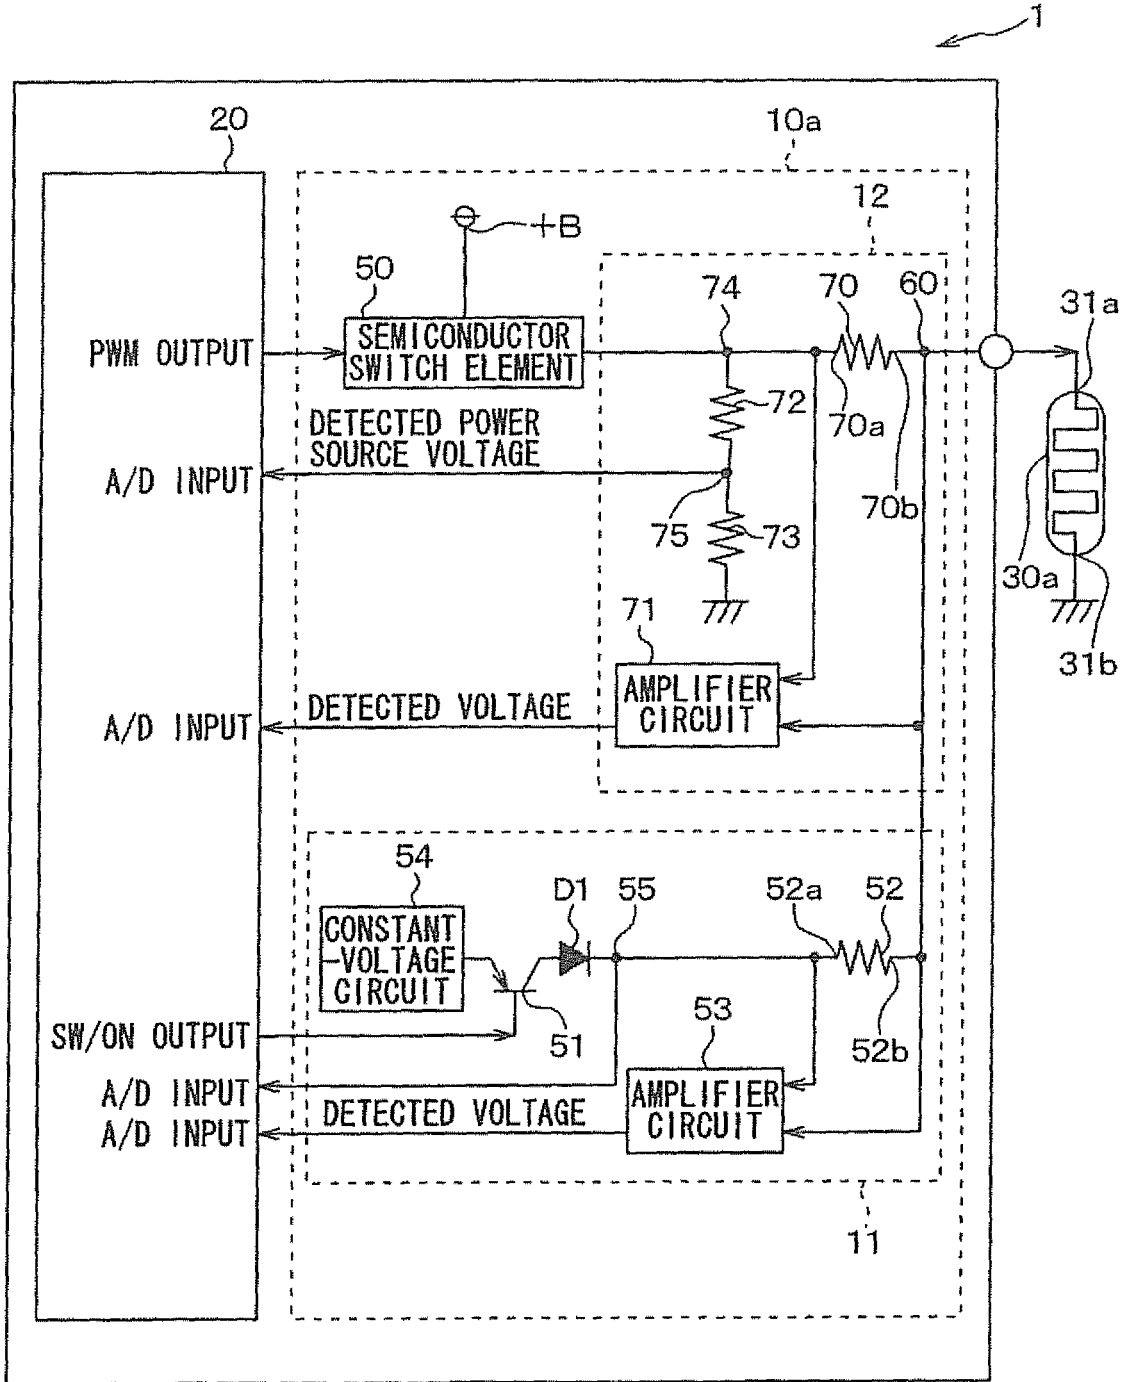 1
20
10a
12
+B
50
74
70
60
31a
PWM OUTPUT
SEMICONDUCTOR
SWITCH ELEMENT
72
70a
DETECTED POWER
SOURCE VOLTAGE
A/D INPUT
75
73
70b
30a
71
31b
AMPLIFIER
CIRCUIT
DETECTED VOLTAGE
A/D INPUT
54
D1
55
52a
52
CONSTANT
-VOLTAGE
CIRCUIT
SW/ON OUTPUT
51
53
52b
A/D INPUT
AMPLIFIER
CIRCUIT
DETECTED VOLTAGE
A/D INPUT
11